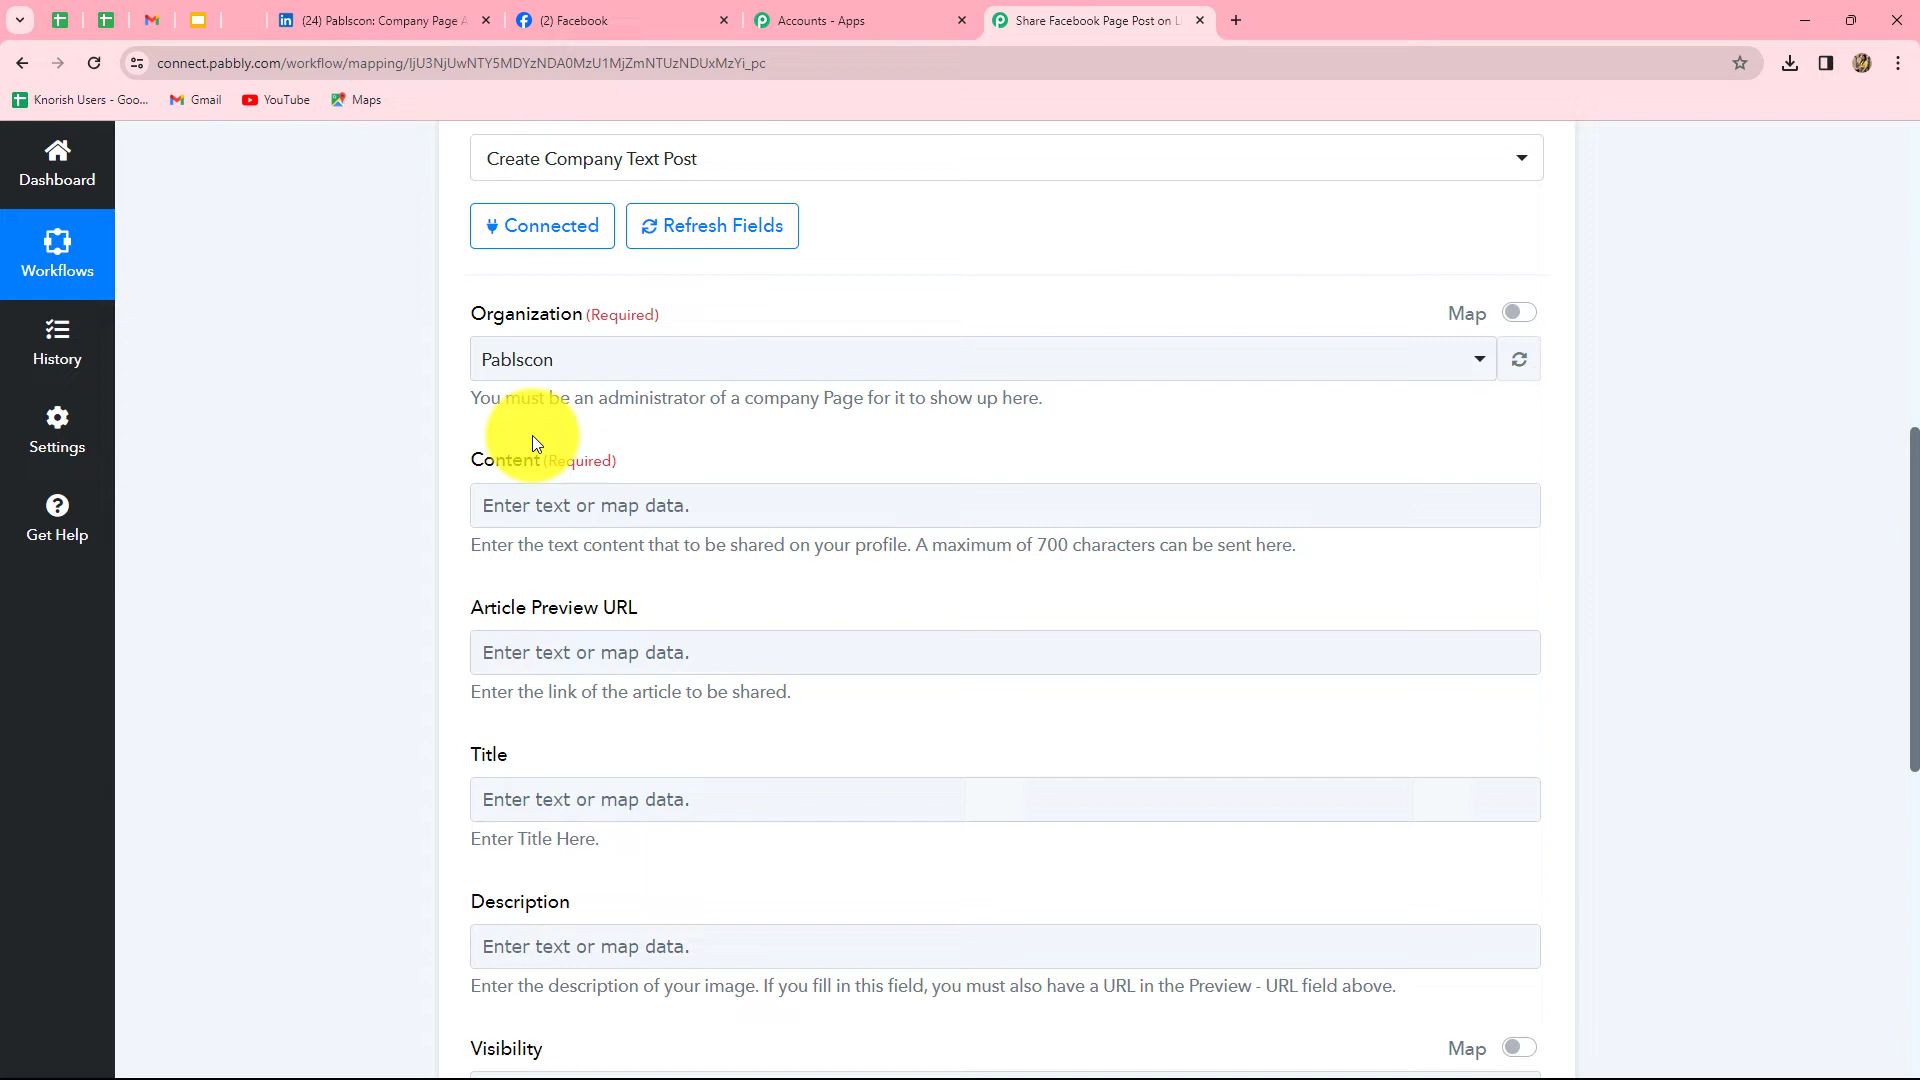 (24) Pablscon: Company Page A
(2) Facebook
Accounts - Apps
Share Facebook Page Post on L
connect.pabbly.com/workflow/mapping/IjU3NjUwNTY5MDYzNDA0MzU1MjZmNTUzNDUxMzYi_pc
Knorish Users - Goo...
Gmail
YouTube
Maps
Dashboard
Workflows
History
Settings
Get Help
Create Company Text Post
Connected
Refresh Fields
Organization (Required)
Map
Pablscon
You must be an administrator of a company Page for it to show up here.
Content (Required)
Enter text or map data.
Enter the text content that to be shared on your profile. A maximum of 700 characters can be sent here.
Article Preview URL
Enter text or map data.
Enter the link of the article to be shared.
Title
Enter text or map data.
Enter Title Here.
Description
Enter text or map data.
Enter the description of your image. If you fill in this field, you must also have a URL in the Preview - URL field above.
Visibility
Map